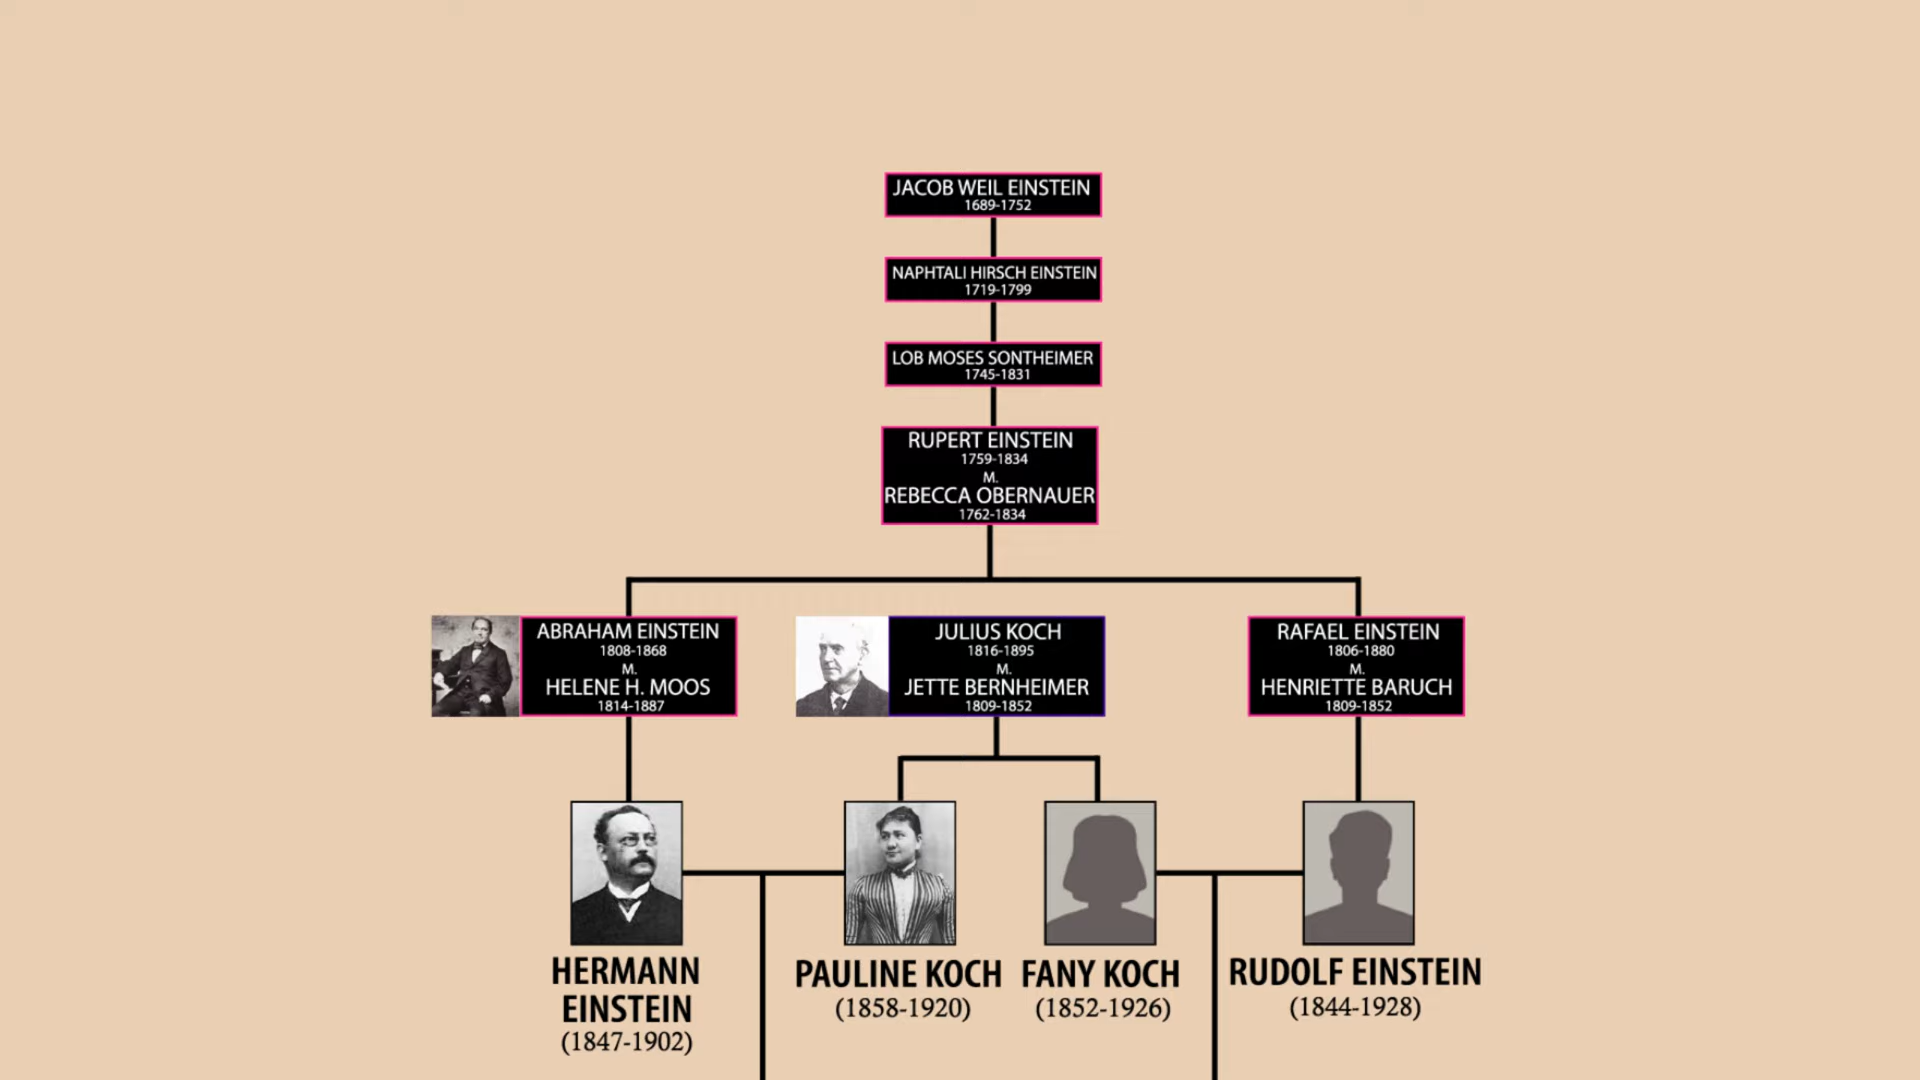 JACOB WEIL EINSTEIN
1689-1752
NAPHTALI HIRSCH EINSTEIN
1719-1799
LOB MOSES SONTHEIMER
1745-1831
RUPERT EINSTEIN
1759-1834
M.
REBECCA OBERNAUER
1762-1834
ABRAHAM EINSTEIN
1808-1868
M.
HELENE H. MOOS
1814-1887
JULIUS KOCH
1816-1895
M.
JETTE BERNHEIMER
1809-1852
RAFAEL EINSTEIN
1806-1880
M.
HENRIETTE BARUCH
1809-1852
HERMANN
EINSTEIN
(1847-1902)
PAULINE KOCH
(1858-1920)
FANY KOCH
(1852-1926)
RUDOLF EINSTEIN
(1844-1928)